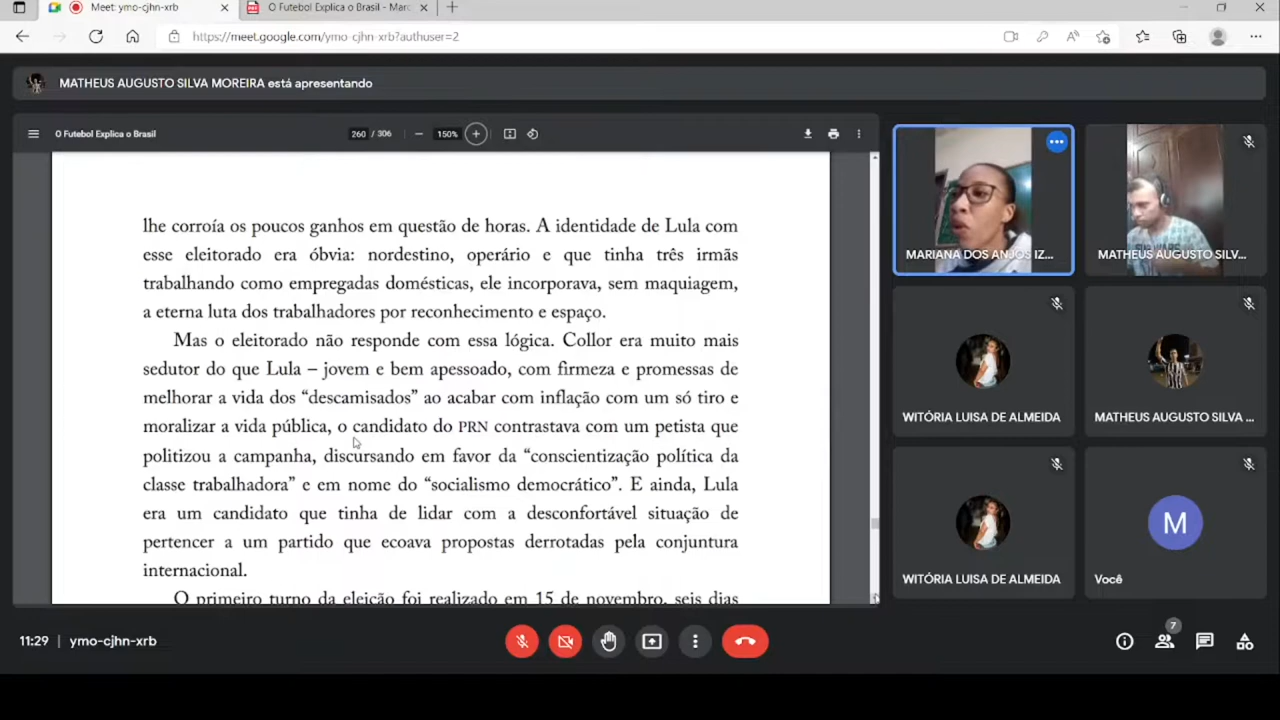 Meet: ymo-cjhn-xrb
O Futebol Explica o Brasil - Marc
https://meet.google.com/ymo-cjhn-xrb?authuser=2
MATHEUS AUGUSTO SILVA MOREIRA está apresentando
O Futebol Explica o Brasil
260 / 306
150%
lhe corroía os poucos ganhos em questão de horas. A identidade de Lula com
esse eleitorado era óbvia: nordestino, operário e que tinha três irmãs
trabalhando como empregadas domésticas, ele incorporava, sem maquiagem,
a eterna luta dos trabalhadores por reconhecimento e espaço.
Mas o eleitorado não responde com essa lógica. Collor era muito mais
sedutor do que Lula – jovem e bem apessoado, com firmeza e promessas de
melhorar a vida dos “descamisados” ao acabar com inflação com um só tiro e
moralizar a vida pública, o candidato do PRN contrastava com um petista que
politizou a campanha, discursando em favor da “conscientização política da
classe trabalhadora” e em nome do “socialismo democrático”. E ainda, Lula
era um candidato que tinha de lidar com a desconfortável situação de
pertencer a um partido que ecoava propostas derrotadas pela conjuntura
internacional.
O primeiro turno da eleição foi realizado em 15 de novembro, seis dias
MARIANA DOS ANJOS IZ...
MATHEUS AUGUSTO SILV...
WITÓRIA LUISA DE ALMEIDA
MATHEUS AUGUSTO SILVA ...
WITÓRIA LUISA DE ALMEIDA
M
Você
11:29 | ymo-cjhn-xrb
7